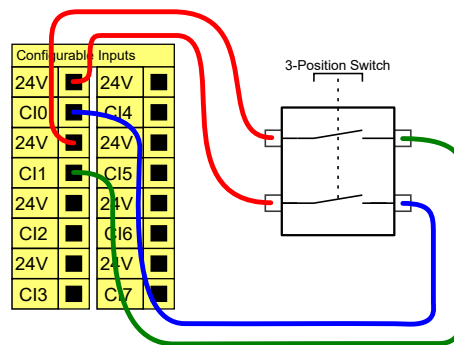 Configurable Inputs
3-Position Switch
24V 24V
CI0 CI4
24V 24V
CI1 CI5
24V 24V
CI2 CI6
24V 24V
CI3 CI7